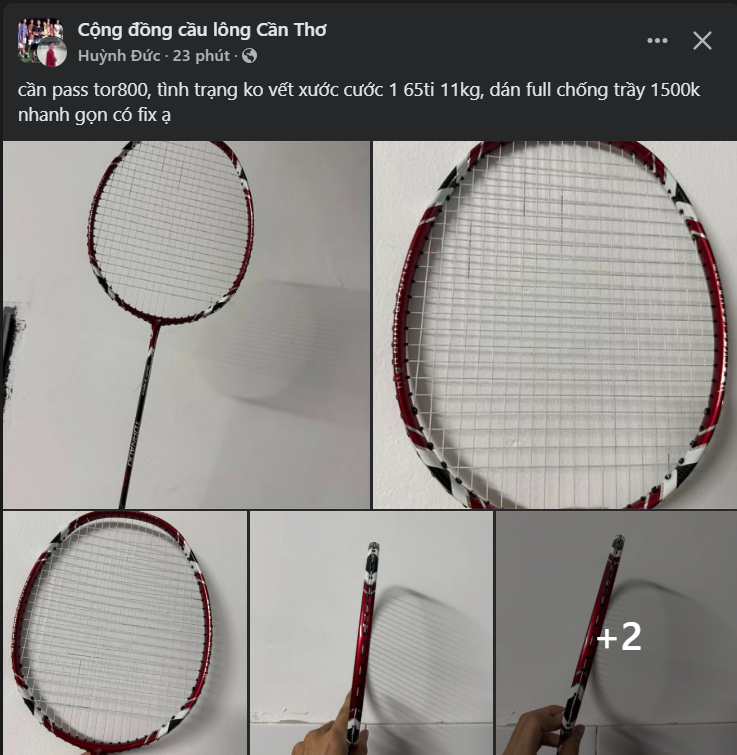 Cộng đồng cầu lông Cần Thơ
Huỳnh Đức · 23 phút ·
cần pass tor800, tình trạng ko vết xước cước 1 65ti 11kg, dán full chống trầy 1500k
nhanh gọn có fix ạ
+2